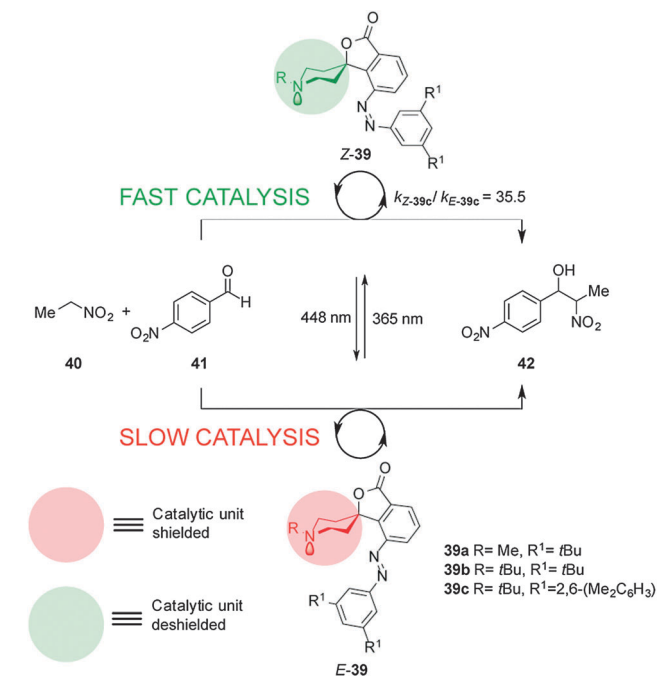 O
O
R
N
R¹
N
N
R¹
Z-39
FAST CATALYSIS
kZ-39c/ kE-39c = 35.5
Me NO₂ +
O
H
O₂N
448 nm 365 nm
OH
Me
O₂N
NO₂
40 41 42
SLOW CATALYSIS
O
O
R
N
N
N
R¹
R¹
E-39
Catalytic unit
shielded
Catalytic unit
deshielded
39a R= Me, R¹= tBu
39b R= tBu, R¹= tBu
39c R= tBu, R¹=2,6-(Me₂C₆H₃)